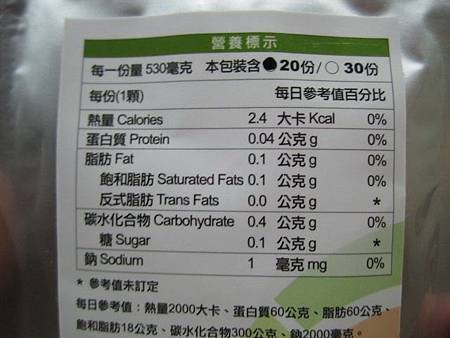 營養標示
每一份量 530毫克 本包裝含 ●20份/○30份
每份(1顆) 每日參考值百分比
熱量 Calories 2.4 大卡 Kcal 0%
蛋白質 Protein 0.04 公克 g 0%
脂肪 Fat 0.1 公克 g 0%
飽和脂肪 Saturated Fats 0.1 公克 g 0%
反式脂肪 Trans Fats 0.0 公克 g *
碳水化合物 Carbohydrate 0.4 公克 g 0%
糖 Sugar 0.1 公克 g *
鈉 Sodium 1 毫克 mg 0%
* 參考值未訂定
每日參考值：熱量2000大卡、蛋白質60公克、脂肪60公克、
飽和脂肪18公克、碳水化合物300公克、鈉2000毫克。